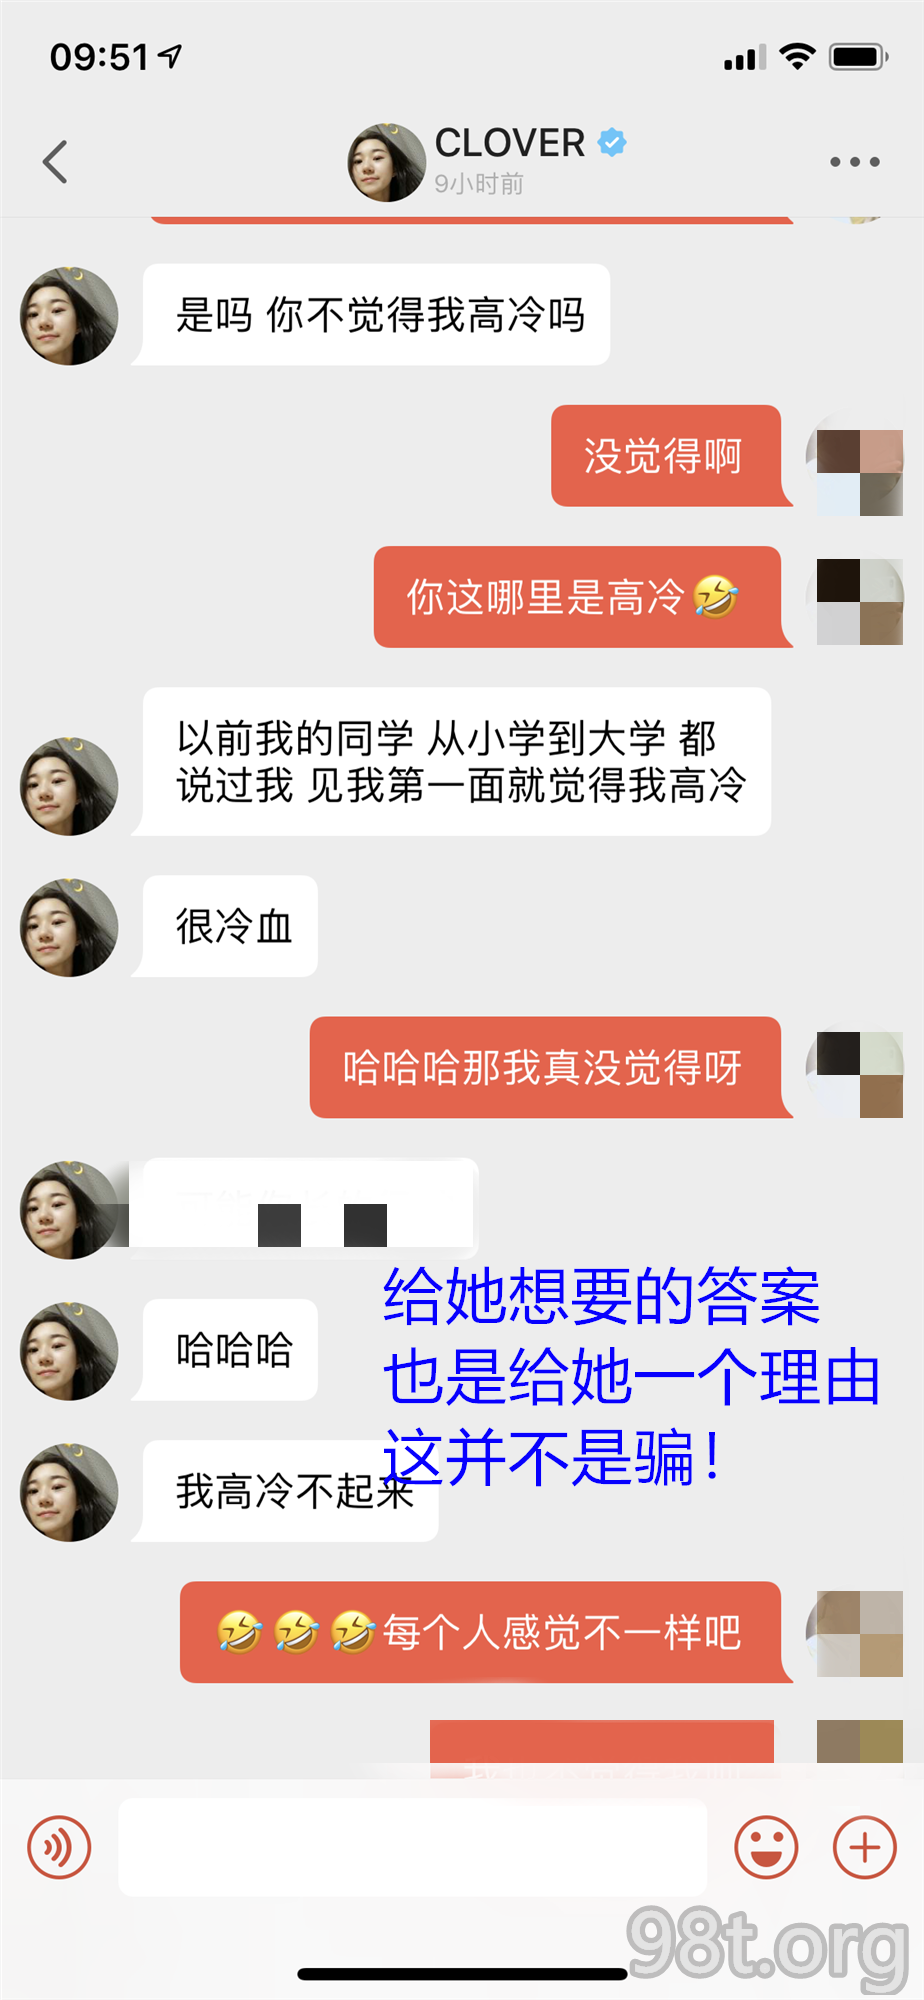 09:51
CLOVER
9小时前
是吗 你不觉得我高冷吗
没觉得啊
你这哪里是高冷🤣
以前我的同学 从小学到大学 都
说过我 见我第一面就觉得我高冷
很冷血
哈哈哈那我真没觉得呀
给她想要的答案
哈哈哈
也是给她一个理由
这并不是骗！
我高冷不起来
🤣🤣🤣每个人感觉不一样吧
98t.org